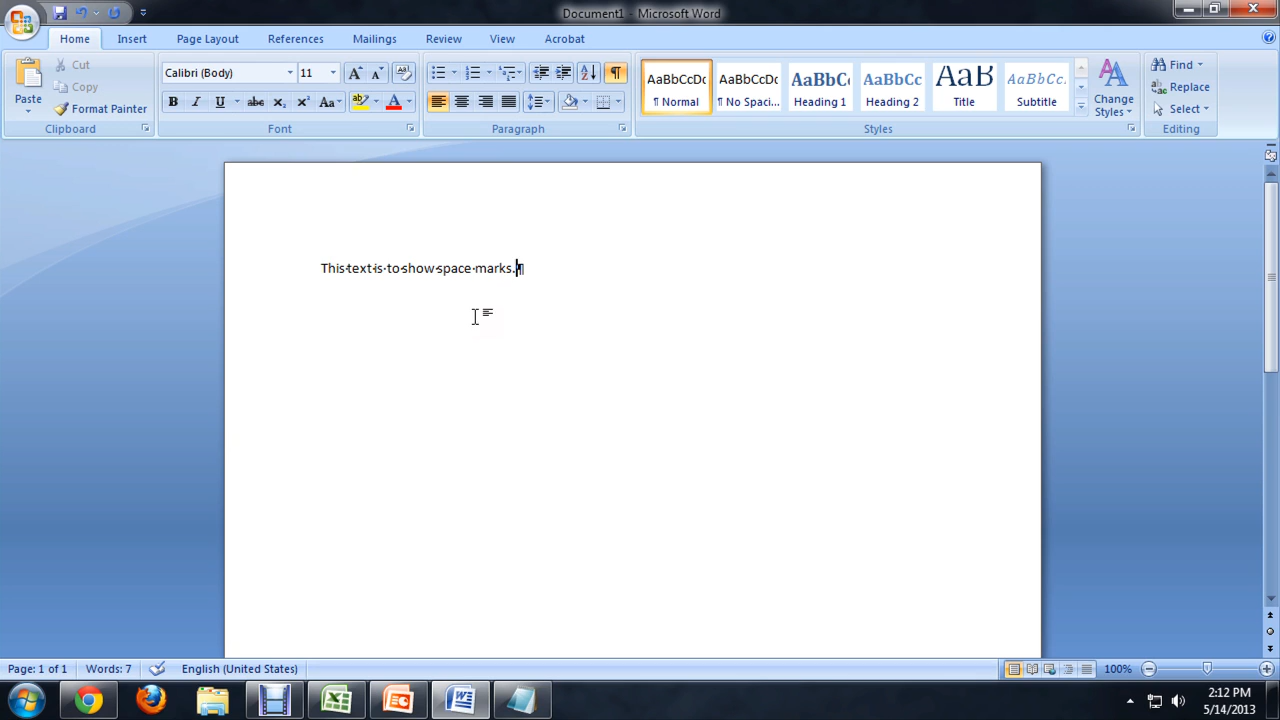 Document1 - Microsoft Word
Home Insert Page Layout References Mailings Review View Acrobat
Paste
Cut
Copy
Format Painter
Clipboard
Calibri (Body) 11
B I U abc x₂ x² Aa A
Font
¶
Paragraph
AaBbCcDc AaBbCcDc AaBbCc AaBbCc AaB AaBbCc.
¶ Normal ¶ No Spaci... Heading 1 Heading 2 Title Subtitle
Change Styles
Styles
Find
Replace
Select
Editing
This·text·is·to·show·space·marks.¶
Page: 1 of 1 Words: 7 English (United States) 100%
2:12 PM
5/14/2013